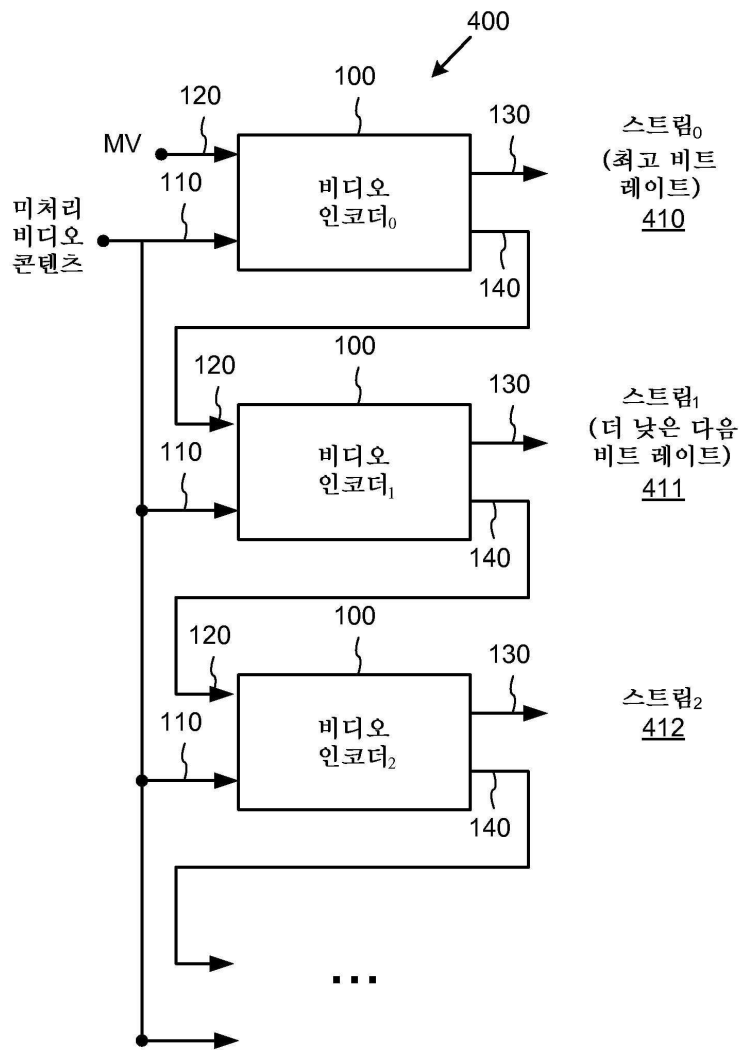 400
100
120
130
MV
스트림₀
(최고 비트
레이트)
410
110
비디오
인코더₀
미처리
비디오
콘텐츠
140
100
120
130
스트림₁
(더 낮은 다음
비트 레이트)
411
110
비디오
인코더₁
140
100
120
130
스트림₂
412
110
비디오
인코더₂
140
...